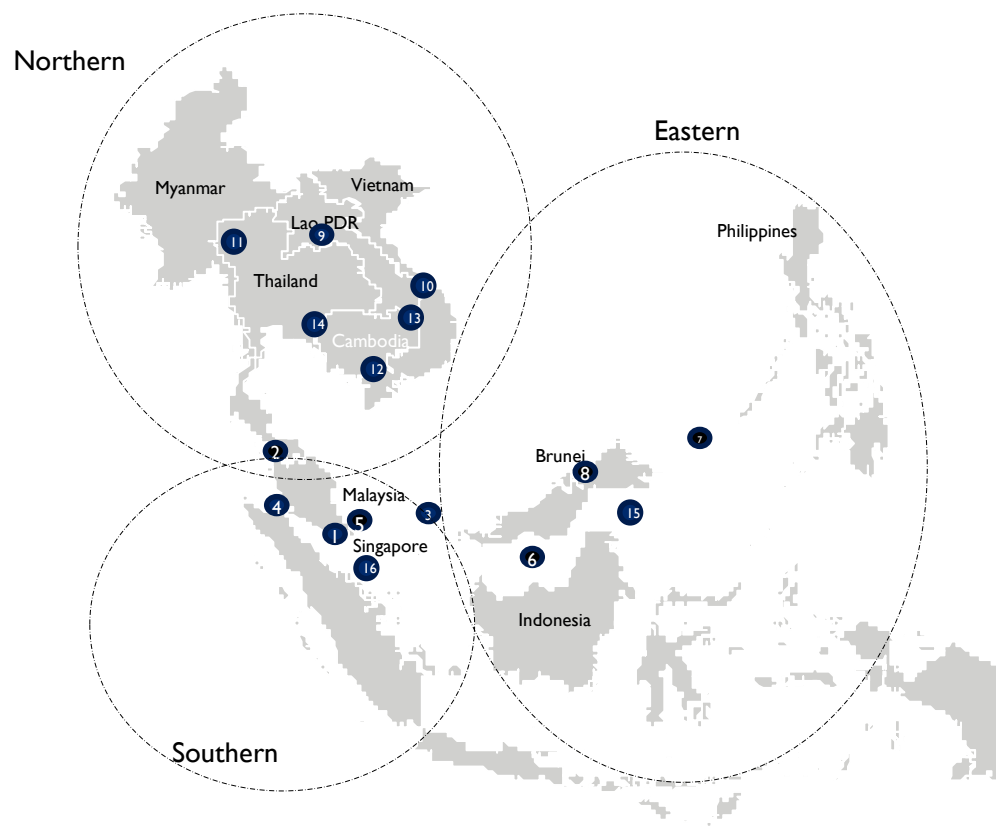 Northern
Eastern
Myanmar
Vietnam
Lao PDR
9
11
Philippines
Thailand
10
13
14
Cambodia
12
7
2
Brunei
8
Malaysia
4
3
5
15
1
Singapore
6
16
Indonesia
Southern